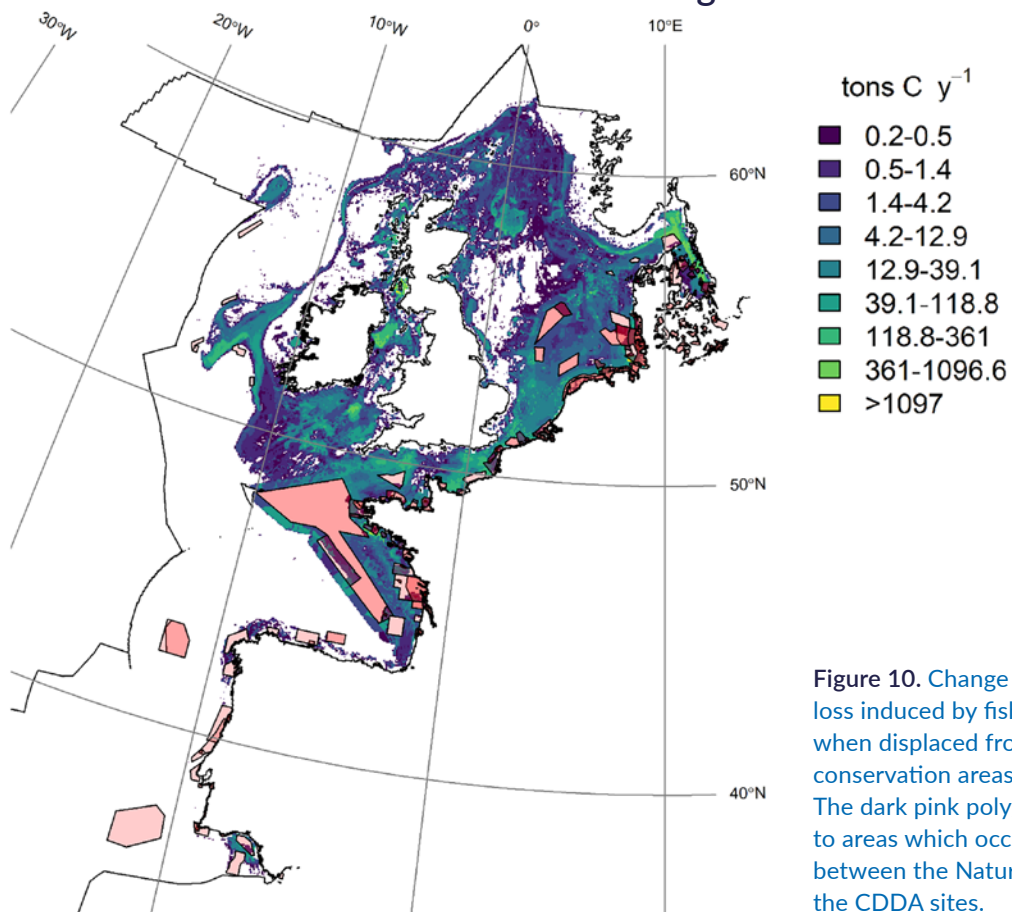 30°W 20°W 10°W 0° 10°E
tons C y⁻¹
0.2-0.5
0.5-1.4
1.4-4.2
4.2-12.9
12.9-39.1
39.1-118.8
118.8-361
361-1096.6
>1097
60°N
50°N
40°N
Figure 10. Change
loss induced by fis
when displaced fro
conservation areas
The dark pink poly
to areas which occ
between the Natur
the CDDA sites.